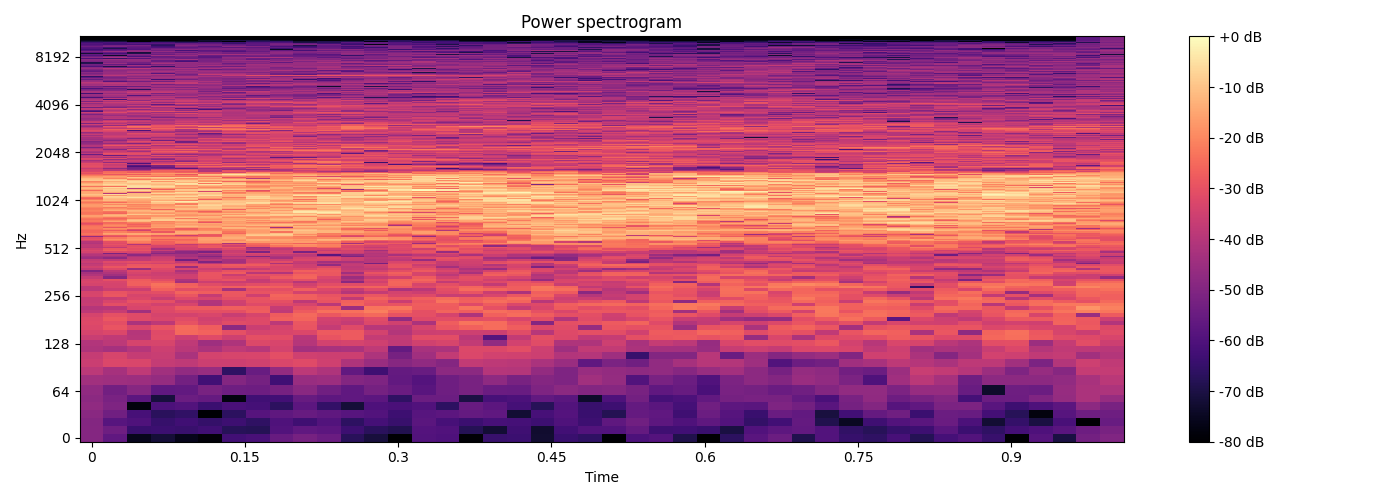 Power spectrogram
Hz
8192
4096
2048
1024
512
256
128
64
0
0 0.15 0.3 0.45 0.6 0.75 0.9
Time
+0 dB
-10 dB
-20 dB
-30 dB
-40 dB
-50 dB
-60 dB
-70 dB
-80 dB